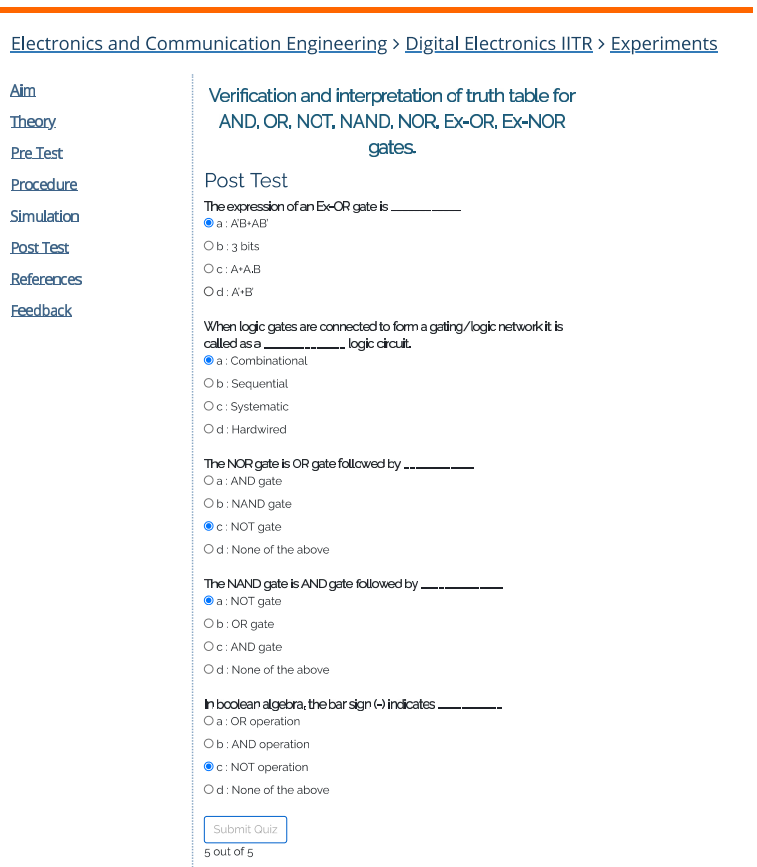 Electronics and Communication Engineering > Digital Electronics IITR > Experiments
Aim
Theory
Pre Test
Procedure
Simulation
Post Test
References
Feedback
Verification and interpretation of truth table for
AND, OR, NOT, NAND, NOR, Ex-OR, Ex-NOR
gates.
Post Test
The expression of an Ex-OR gate is __________
a : A'B+AB'
b : 3 bits
c : A+A.B
d : A'+B'
When logic gates are connected to form a gating/logic network it is
called as a ____________ logic circuit.
a : Combinational
b : Sequential
c : Systematic
d : Hardwired
The NOR gate is OR gate followed by __________
a : AND gate
b : NAND gate
c : NOT gate
d : None of the above
The NAND gate is AND gate followed by ____________
a : NOT gate
b : OR gate
c : AND gate
d : None of the above
In boolean algebra, the bar sign (-) indicates _________
a : OR operation
b : AND operation
c : NOT operation
d : None of the above
Submit Quiz
5 out of 5